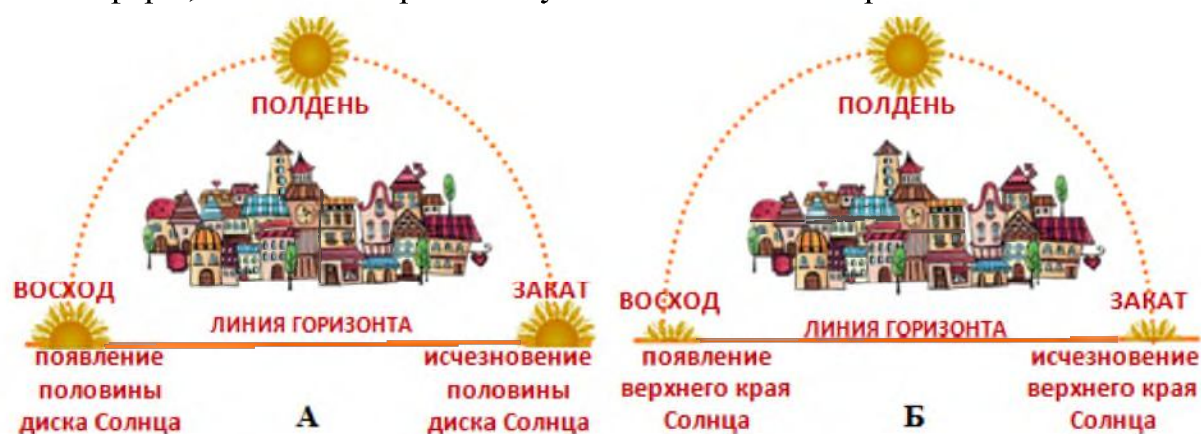 ПОЛДЕНЬ
ВОСХОД
ЗАКАТ
ЛИНИЯ ГОРИЗОНТА
появление
половины
диска Солнца
исчезновение
половины
диска Солнца
А
ПОЛДЕНЬ
ВОСХОД
ЗАКАТ
ЛИНИЯ ГОРИЗОНТА
появление
верхнего края
Солнца
исчезновение
верхнего края
Солнца
Б